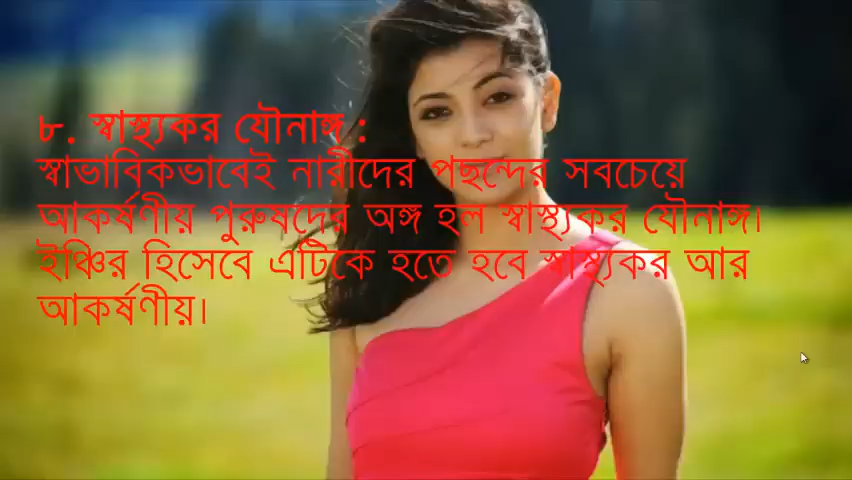 ৮. স্বাস্থ্যকর যৌনাঙ্গ :
স্বাভাবিকভাবেই নারীদের পছন্দের সবচেয়ে
আকর্ষণীয় পুরুষদের অঙ্গ হল স্বাস্থ্যকর যৌনাঙ্গ।
ইঞ্চির হিসেবে এটিকে হতে হবে স্বাস্থ্যকর আর
আকর্ষণীয়।